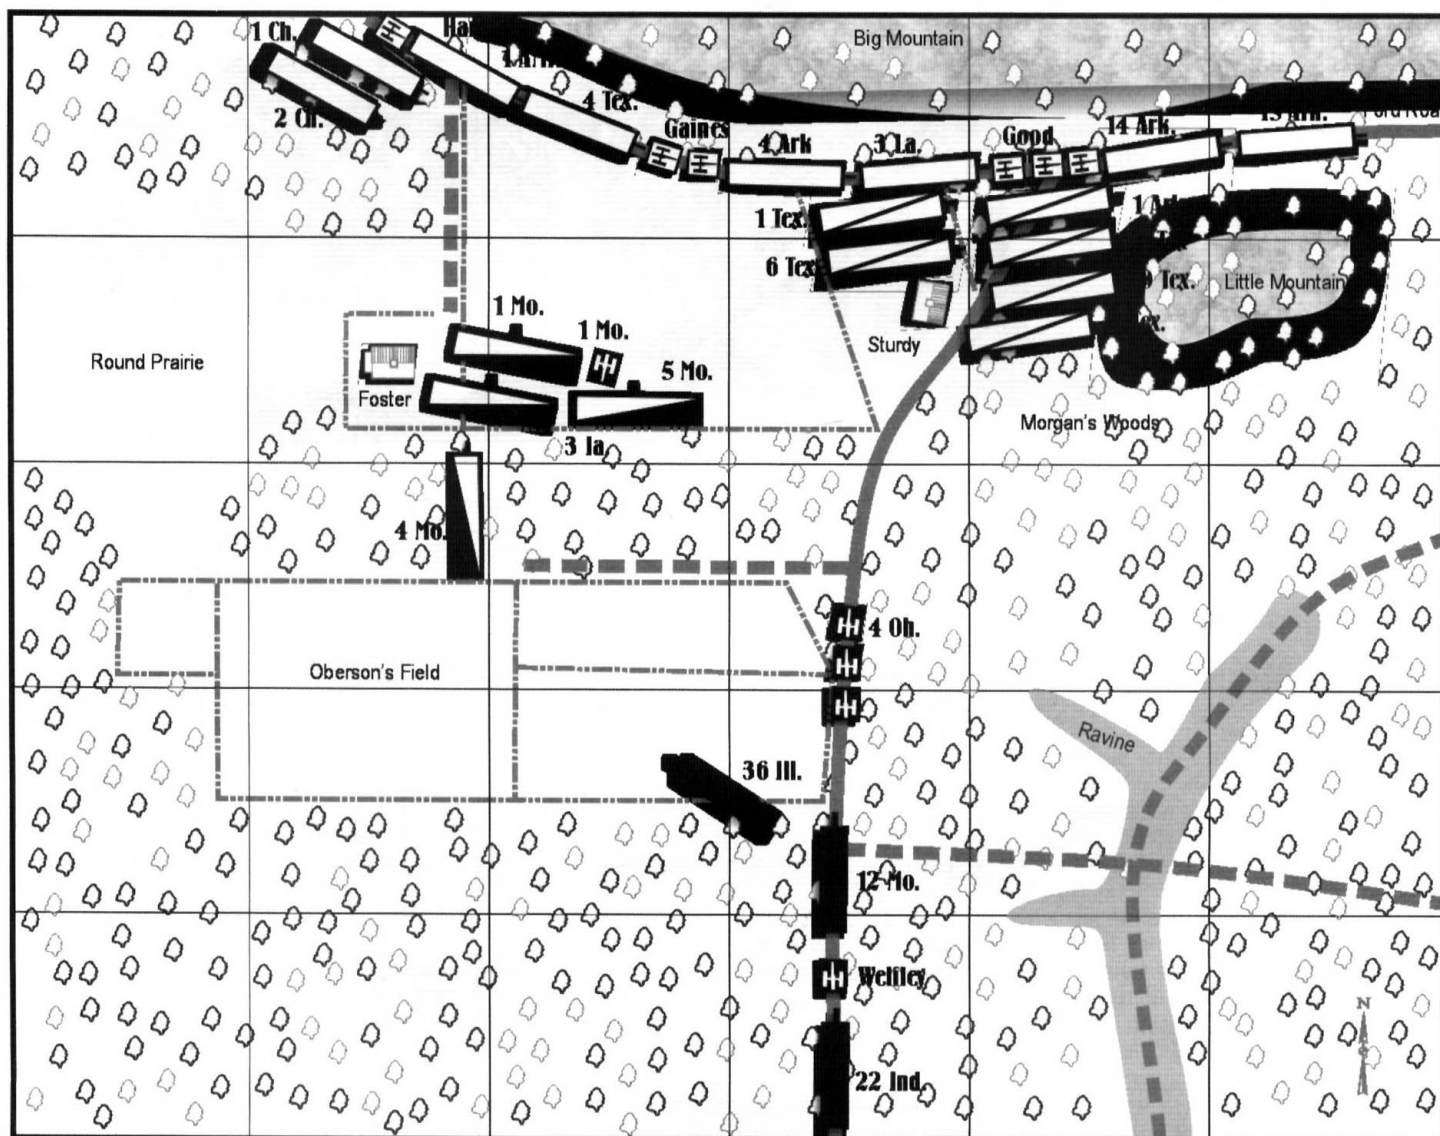 1 Ch.
Big Mountain
4 Tex.
2 Ch.
Gaines
4 Ark
3 La.
Good
14 Ark.
1 Tex.
6 Tex
Tex.
Little Mountain
1 Mo.
1 Mo.
Sturdy
Round Prairie
5 Mo.
Foster
Morgan's Woods
3 Ia.
4 Mo.
4 Oh.
Oberson's Field
Ravine
36 Ill.
12 Mo.
Welfley
N
22 Ind.